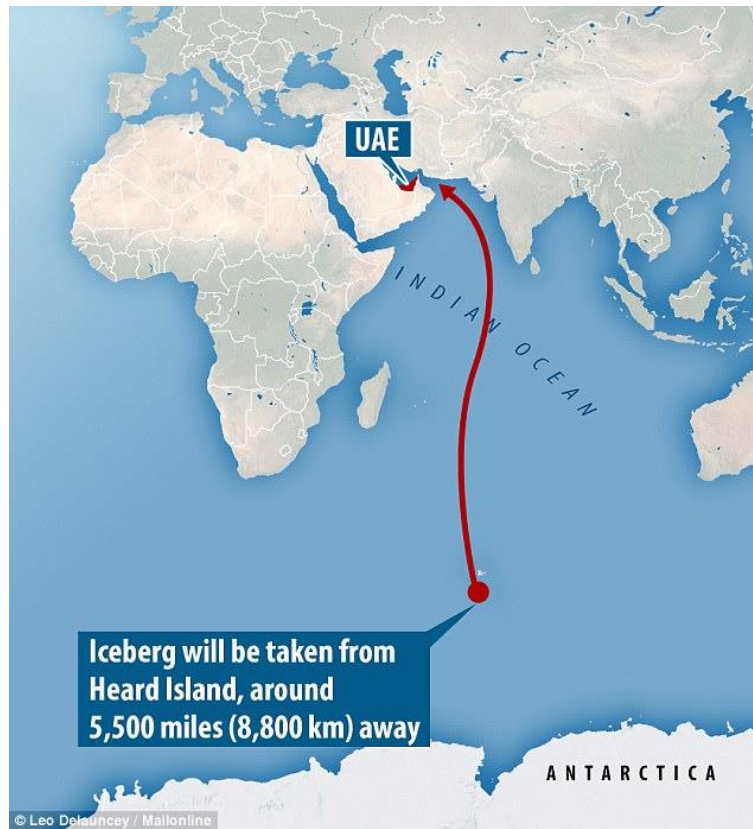 UAE
INDIAN OCEAN
Iceberg will be taken from
Heard Island, around
5,500 miles (8,800 km) away
ANTARCTICA
© Leo Delauncey / Mailonline